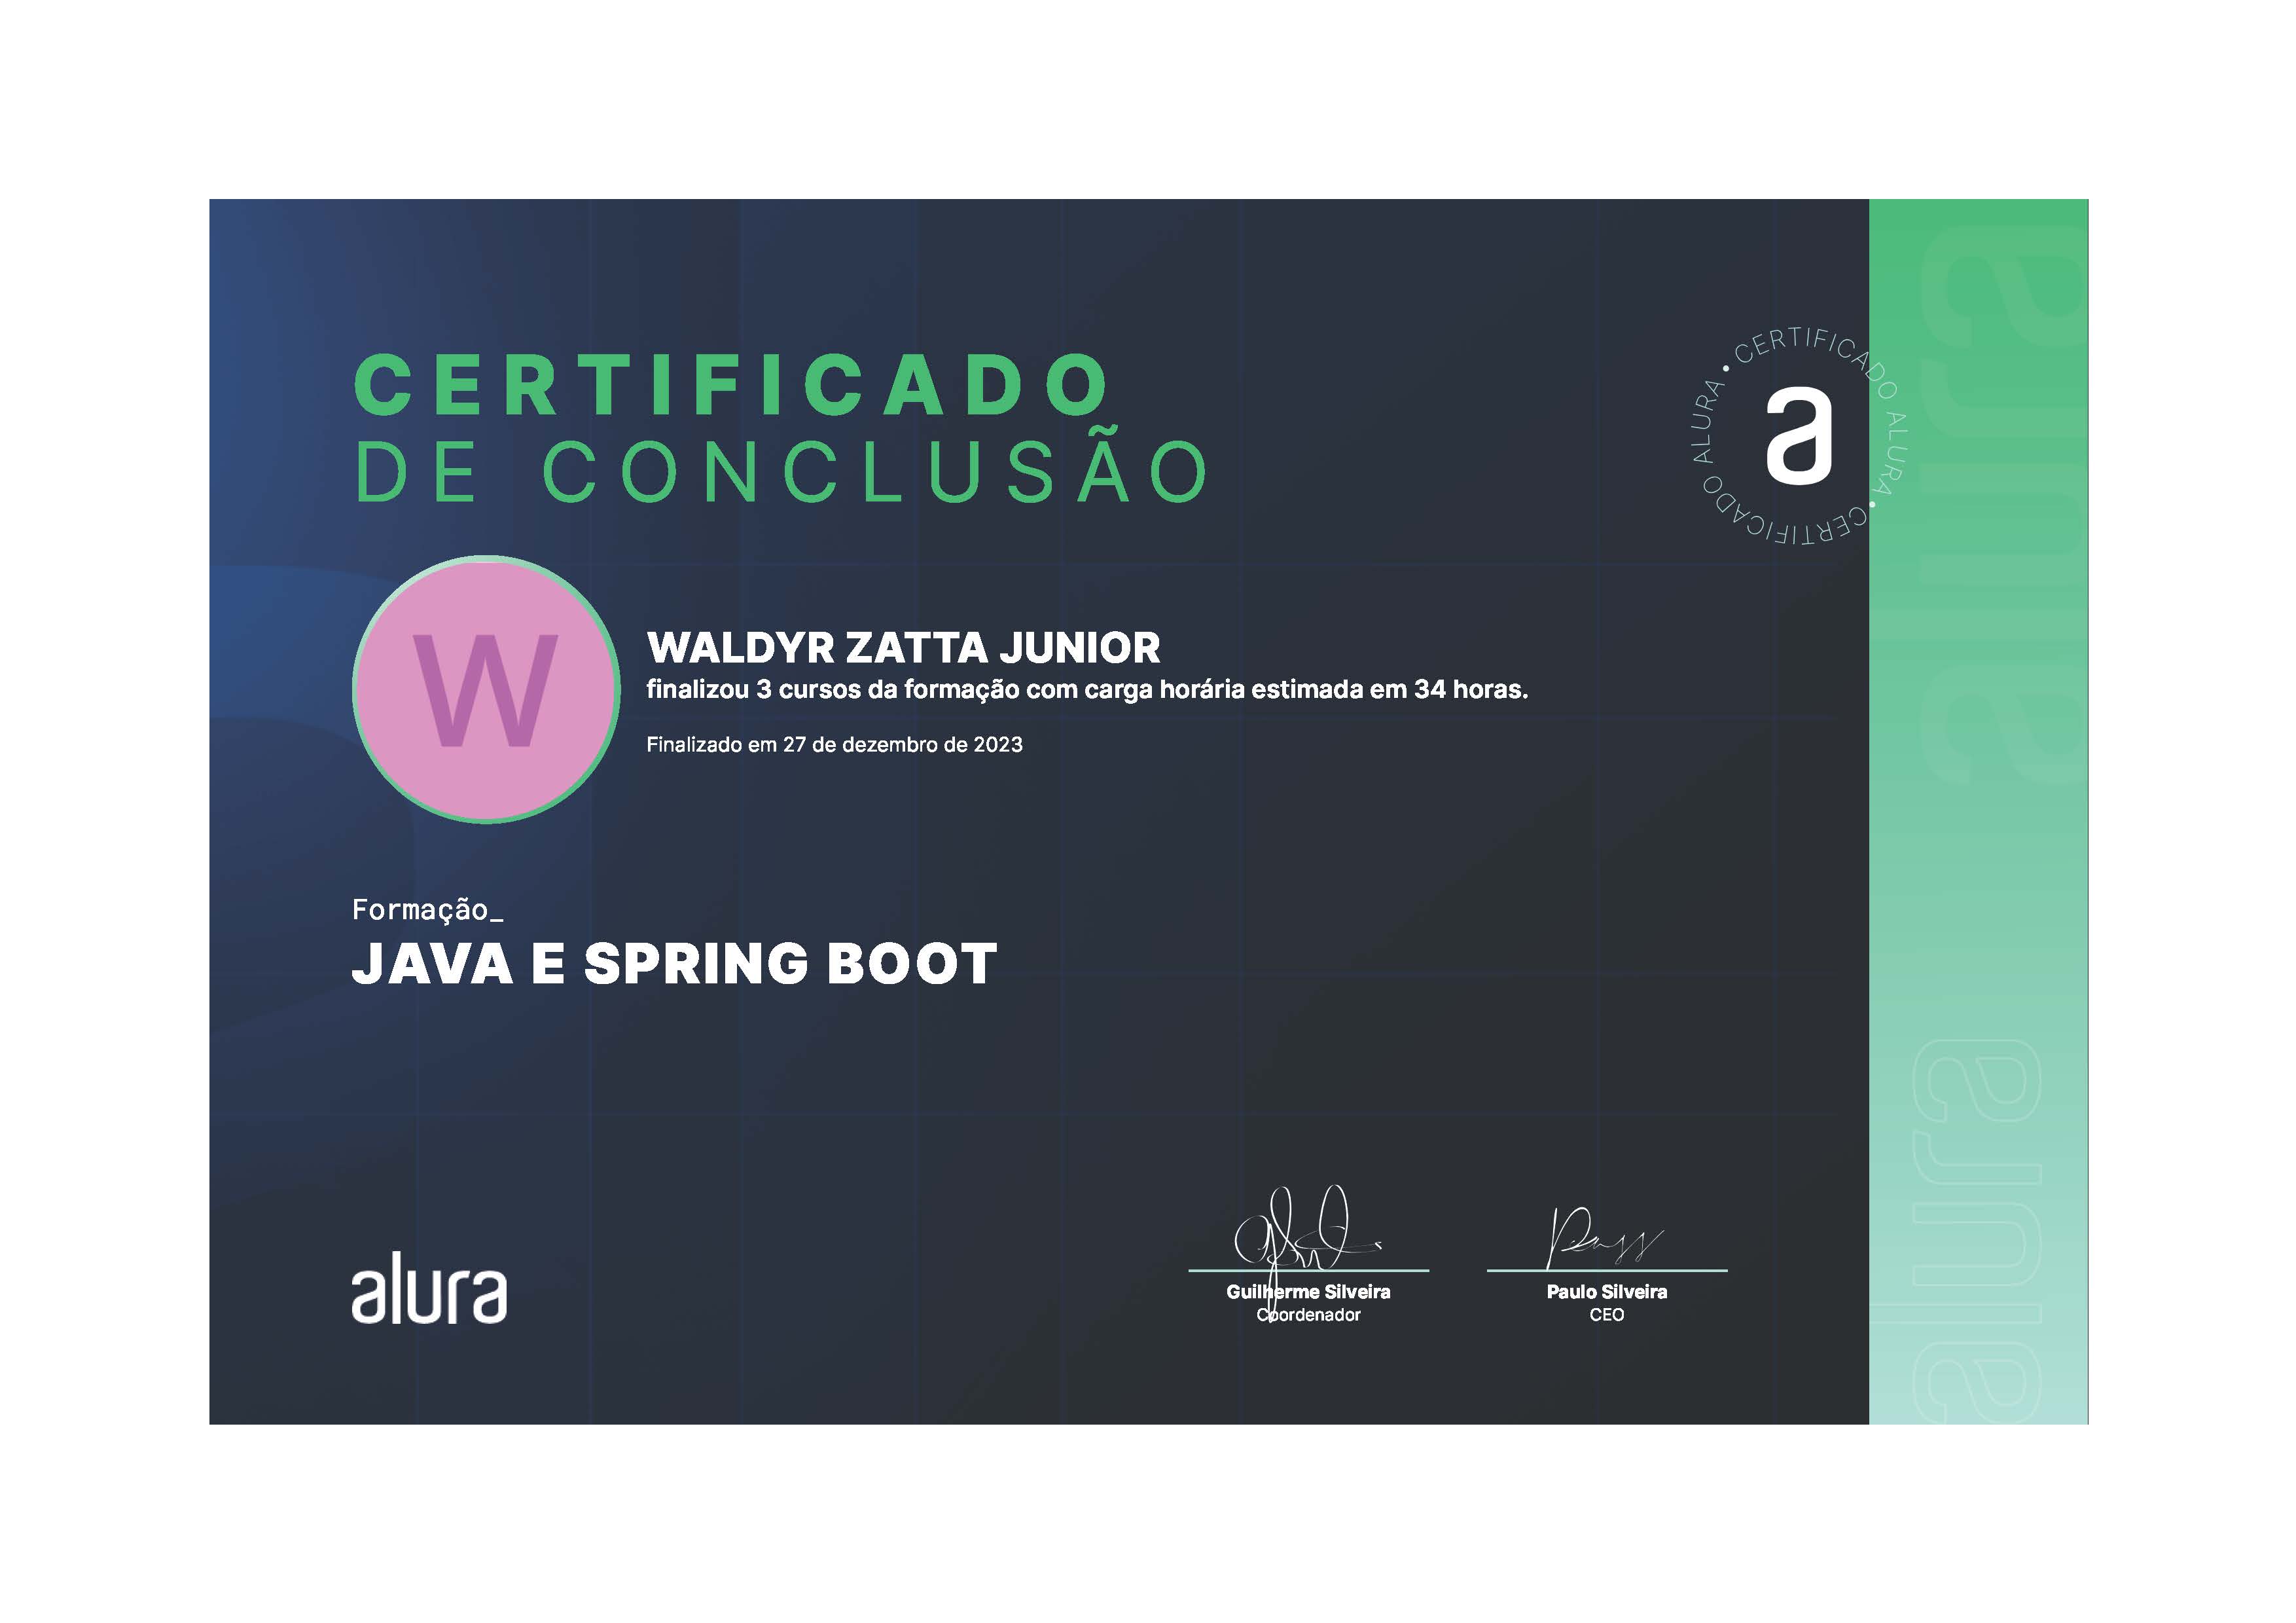 CERTIFICADO
DE CONCLUSÃO
CERTIFICADO ALURA • CERTIFICADO ALURA •
a
W
WALDYR ZATTA JUNIOR
finalizou 3 cursos da formação com carga horária estimada em 34 horas.
Finalizado em 27 de dezembro de 2023
Formação_
JAVA E SPRING BOOT
alura
Guilherme Silveira
Coordenador
Paulo Silveira
CEO
alura
alura